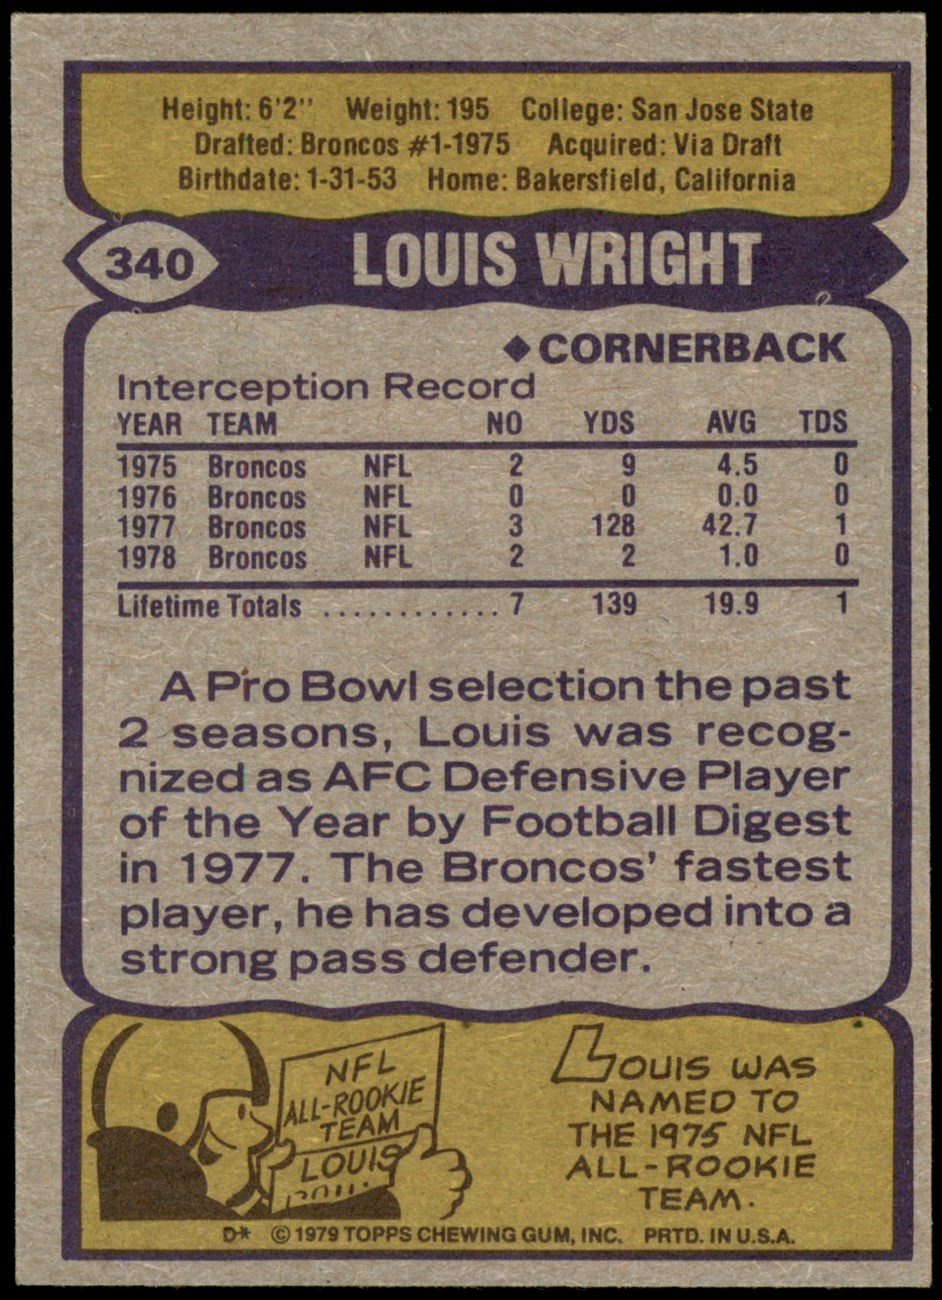 Height: 6'2'' Weight: 195 College: San Jose State
Drafted: Broncos #1-1975 Acquired: Via Draft
Birthdate: 1-31-53 Home: Bakersfield, California
340 LOUIS WRIGHT
◆ CORNERBACK
Interception Record
YEAR TEAM NO YDS AVG TDS
1975 Broncos NFL 2 9 4.5 0
1976 Broncos NFL 0 0 0.0 0
1977 Broncos NFL 3 128 42.7 1
1978 Broncos NFL 2 2 1.0 0
Lifetime Totals ............. 7 139 19.9 1
A Pro Bowl selection the past
2 seasons, Louis was recog-
nized as AFC Defensive Player
of the Year by Football Digest
in 1977. The Broncos' fastest
player, he has developed into a
strong pass defender.
NFL
ALL-ROOKIE
TEAM
LOUIS
LOUIS WAS
NAMED TO
THE 1975 NFL
ALL-ROOKIE
TEAM.
D* © 1979 TOPPS CHEWING GUM, INC. PRTD. IN U.S.A.